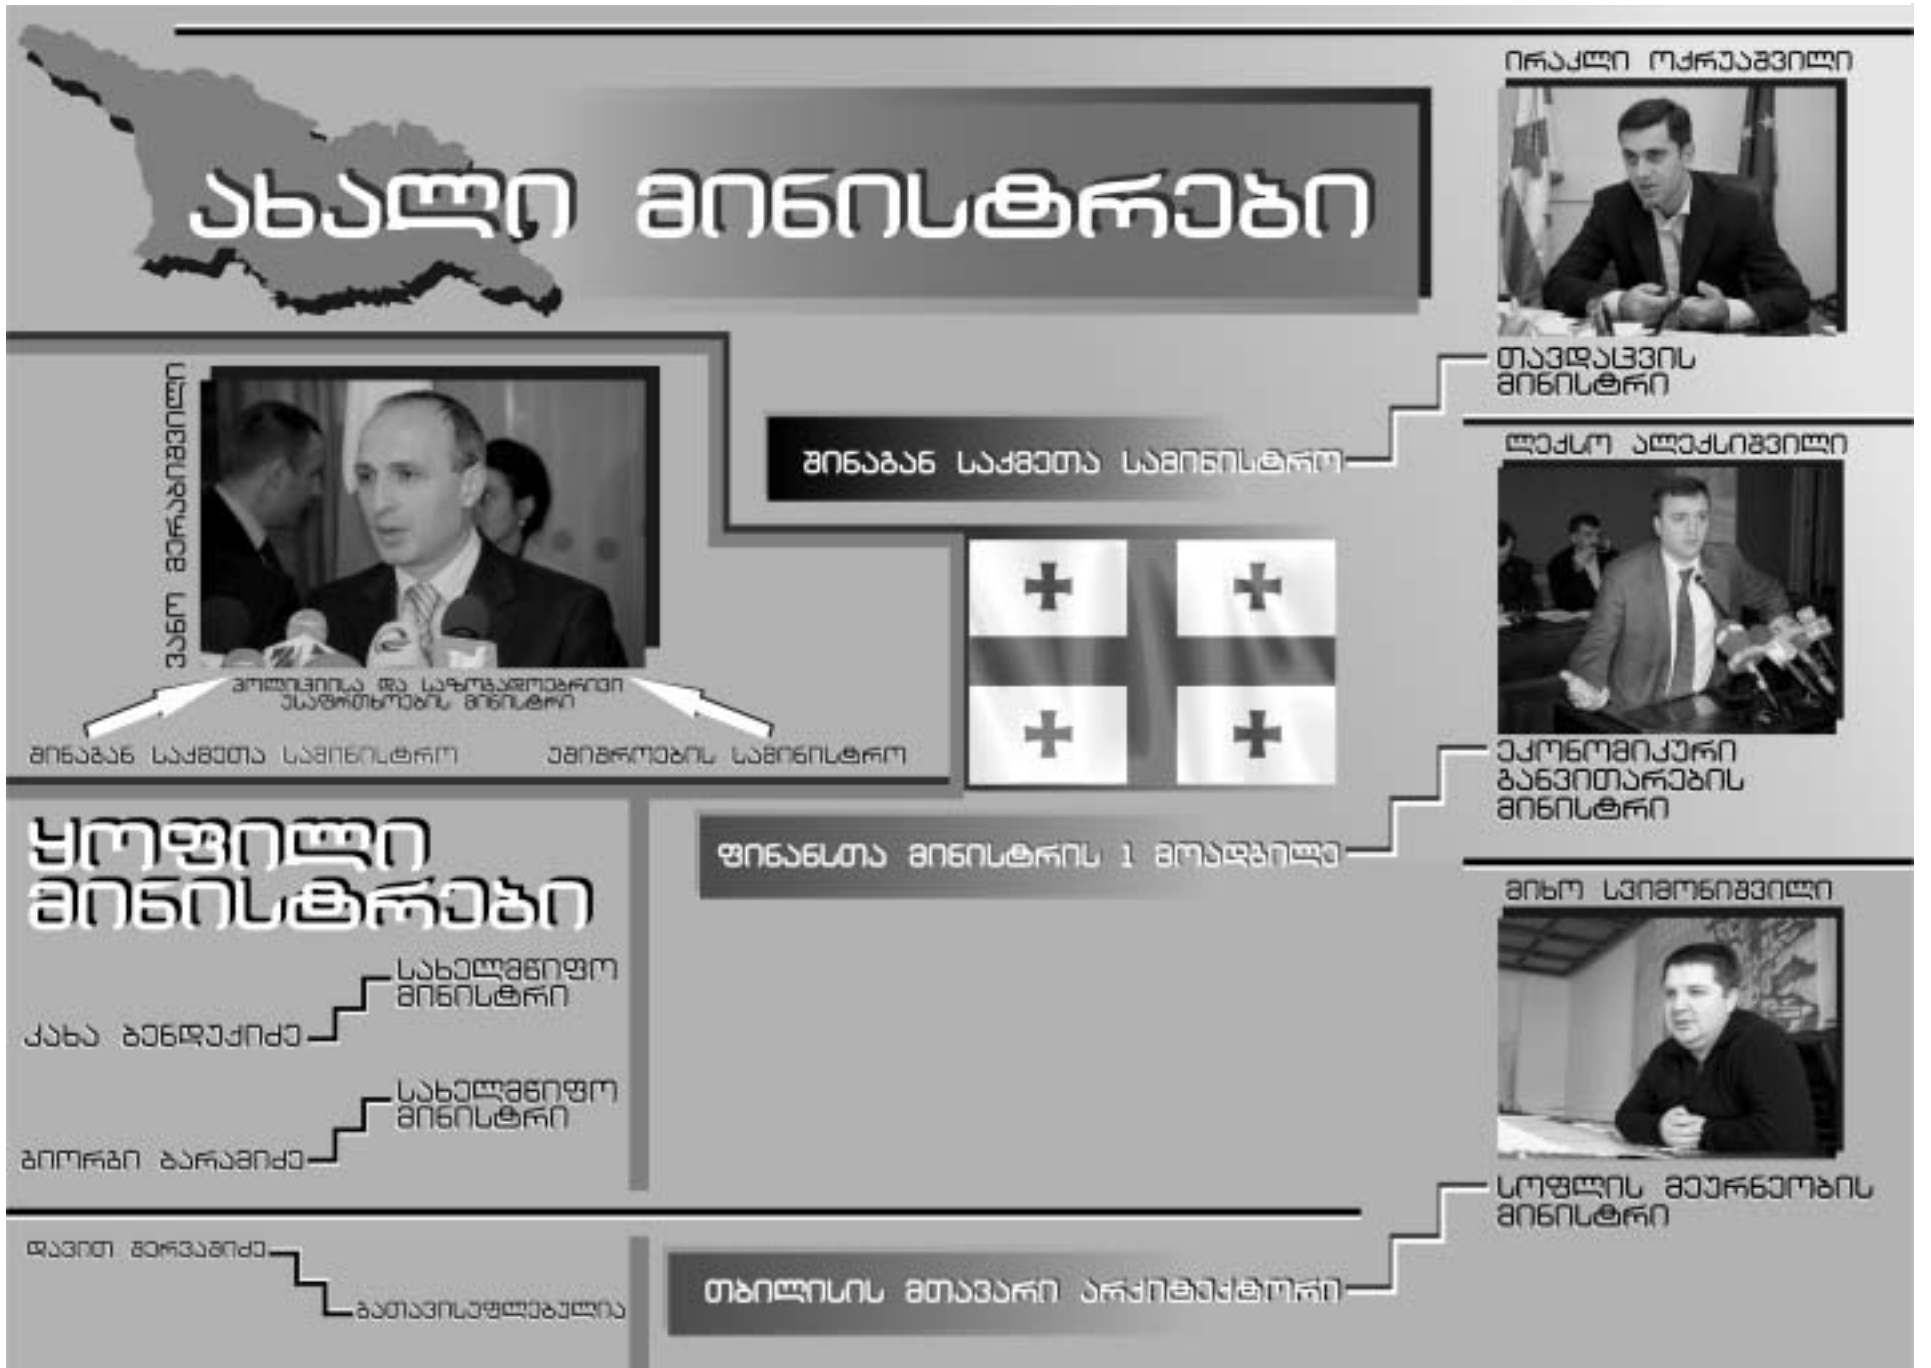 ახალი მინისტრები
ირაკლი ოქრუაშვილი
თავდაცვის
მინისტრი
შინაგან საქმეთა სამინისტრო
ვანო მერაბიშვილი
პოლიციისა და საზოგადოებრივი
უსაფრთხოების მინისტრი
შინაგან საქმეთა სამინისტრო
უშიშროების სამინისტრო
ლექსო ალექსიშვილი
ეკონომიკური
განვითარების
მინისტრი
ფინანსთა მინისტრის 1 მოადგილე
მიხო სვიმონიშვილი
სოფლის მეურნეობის
მინისტრი
თბილისის მთავარი არქიტექტორი
ყოფილი
მინისტრები
სახელმწიფო
მინისტრი
კახა ბენდუქიძე
სახელმწიფო
მინისტრი
გიორგი ბარამიძე
დავით შერვაშიძე
გათავისუფლებულია